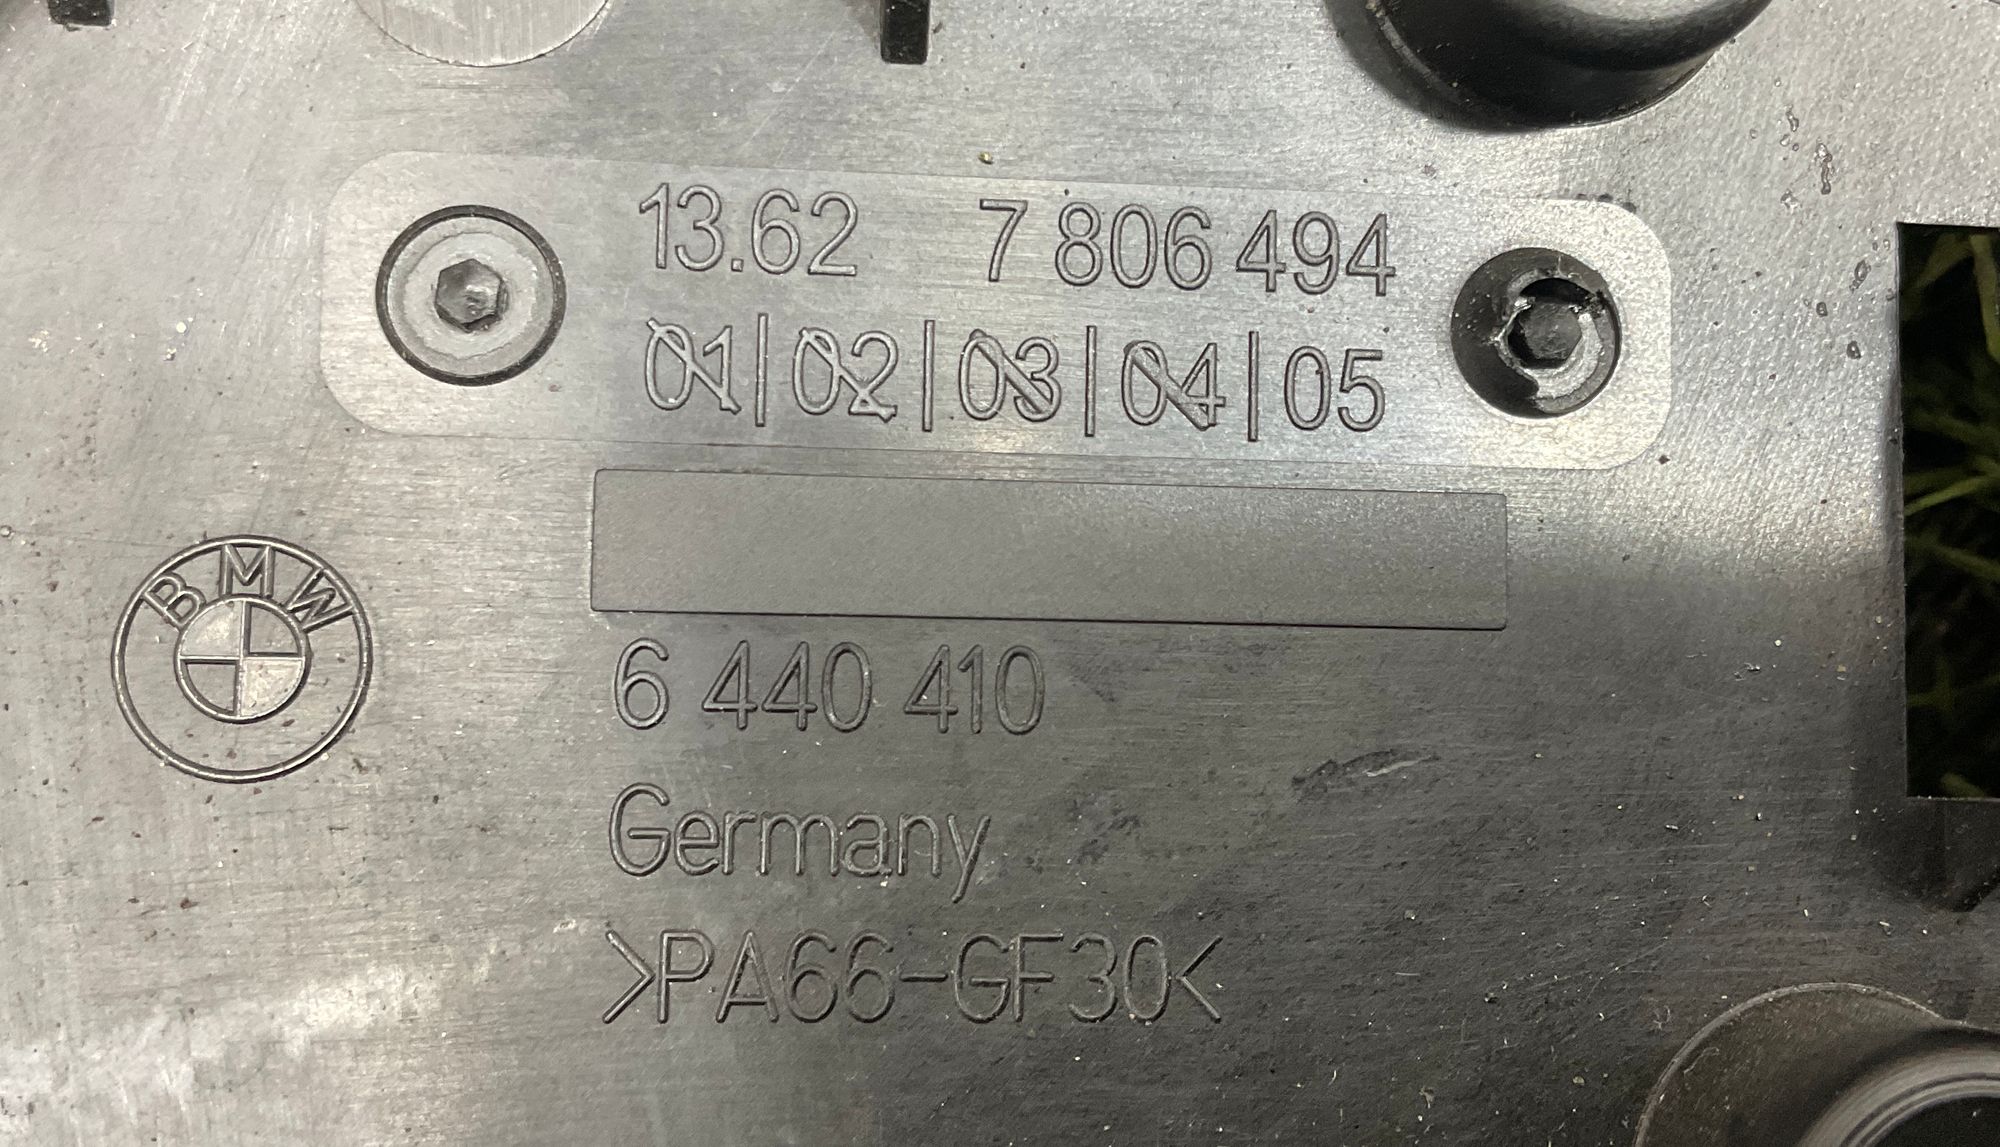 13.62 7 806 494
01|02|03|04|05
BMW
6 440 410
Germany
>PA66-GF30<